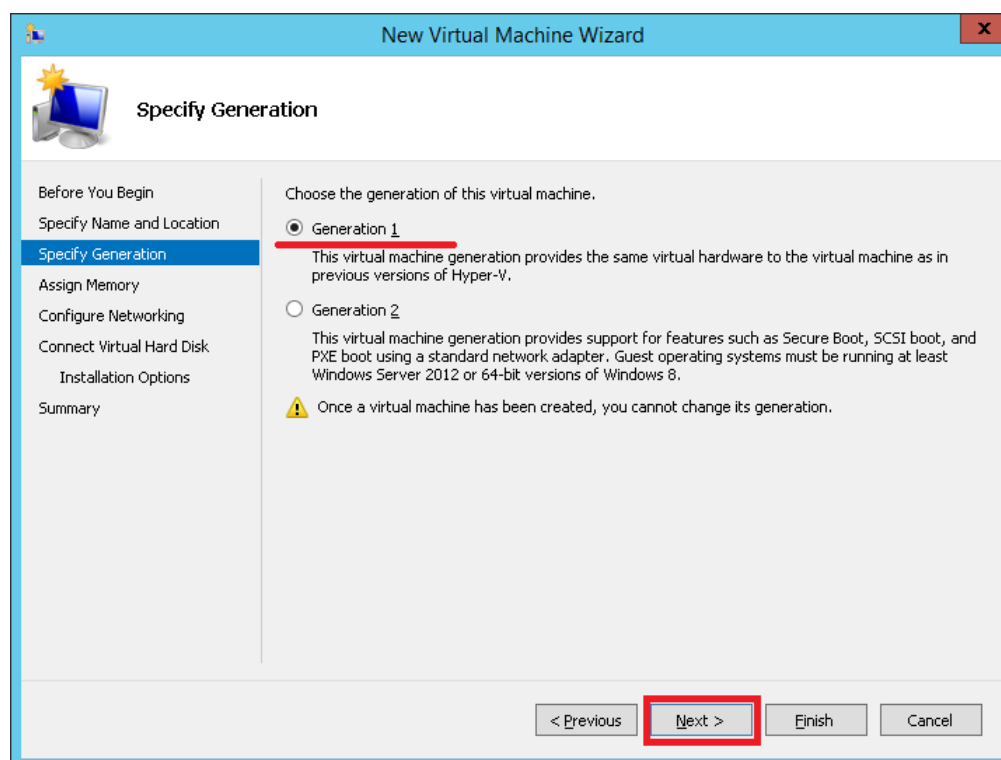 New Virtual Machine Wizard
x
Specify Generation
Before You Begin
Specify Name and Location
Specify Generation
Assign Memory
Configure Networking
Connect Virtual Hard Disk
Installation Options
Summary
Choose the generation of this virtual machine.
Generation 1
This virtual machine generation provides the same virtual hardware to the virtual machine as in
previous versions of Hyper-V.
Generation 2
This virtual machine generation provides support for features such as Secure Boot, SCSI boot, and
PXE boot using a standard network adapter. Guest operating systems must be running at least
Windows Server 2012 or 64-bit versions of Windows 8.
Once a virtual machine has been created, you cannot change its generation.
< Previous
Next >
Finish
Cancel